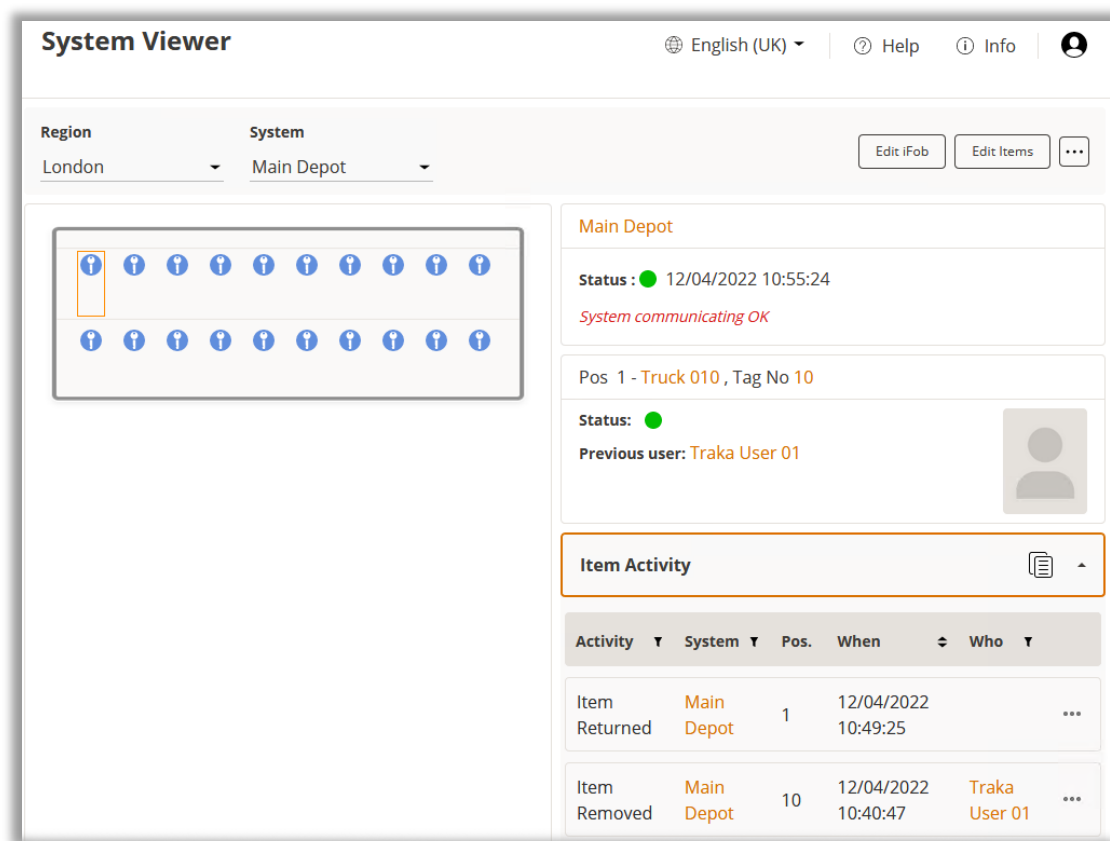 System Viewer
English (UK)
Help
Info
Region
System
London
Main Depot
Edit iFob
Edit Items
Main Depot
Status : 12/04/2022 10:55:24
System communicating OK
Pos 1 - Truck 010 , Tag No 10
Status:
Previous user: Traka User 01
Item Activity
Activity System Pos. When Who
Item Main 12/04/2022
Returned Depot 1 10:49:25
Item Main 12/04/2022 Traka
Removed Depot 10 10:40:47 User 01